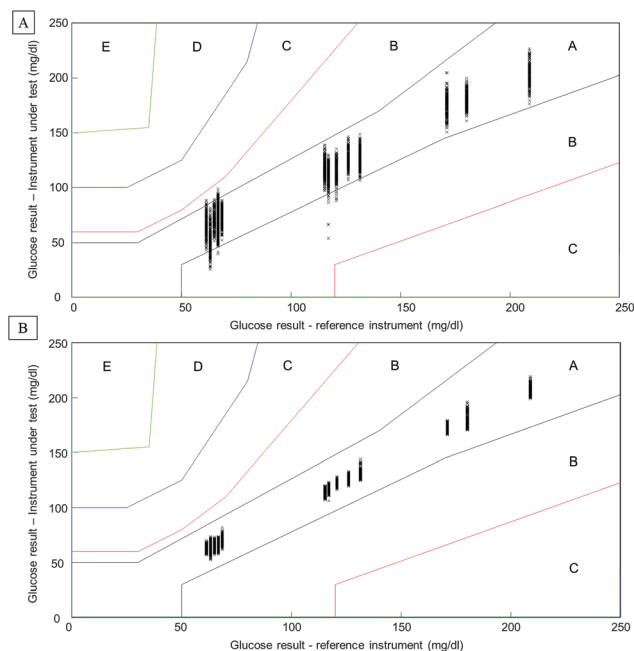 A
E D C B A
B
C
250
200
150
100
50
0
0 50 100 150 200 250
Glucose result – Instrument under test (mg/dl)
Glucose result - reference instrument (mg/dl)
B
E D C B A
B
C
250
200
150
100
50
0
0 50 100 150 200 250
Glucose result – Instrument under test (mg/dl)
Glucose result - reference instrument (mg/dl)